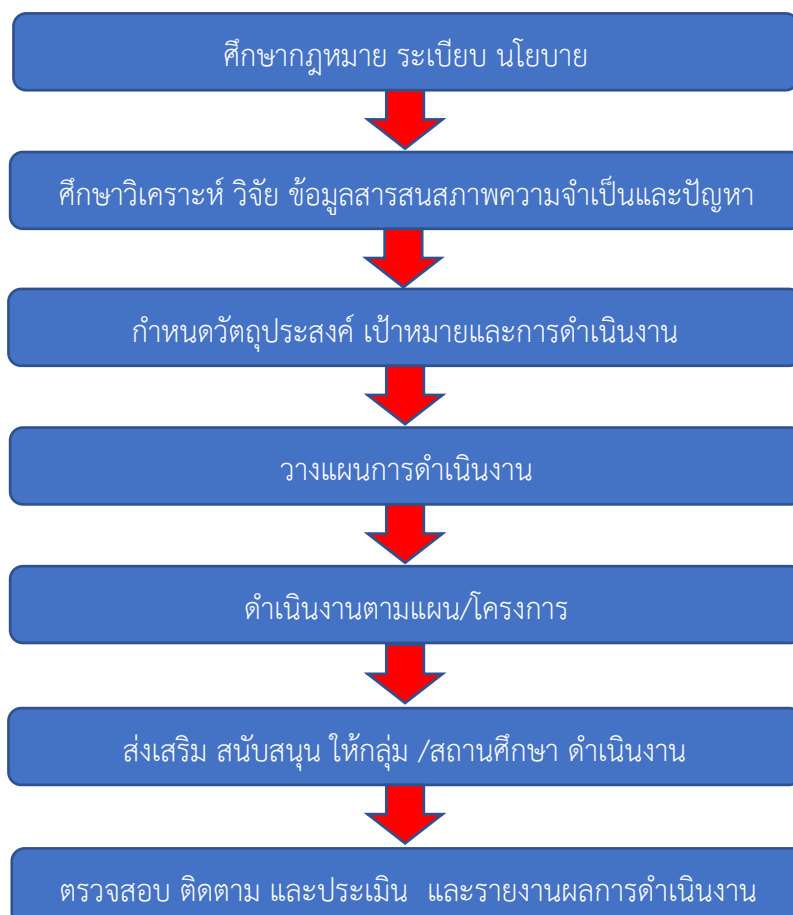 ศึกษากฎหมาย ระเบียบ นโยบาย
ศึกษาวิเคราะห์ วิจัย ข้อมูลสารสนสภาพความจำเป็นและปัญหา
กำหนดวัตถุประสงค์ เป้าหมายและการดำเนินงาน
วางแผนการดำเนินงาน
ดำเนินงานตามแผน/โครงการ
ส่งเสริม สนับสนุน ให้กลุ่ม /สถานศึกษา ดำเนินงาน
ตรวจสอบ ติดตาม และประเมิน  และรายงานผลการดำเนินงาน